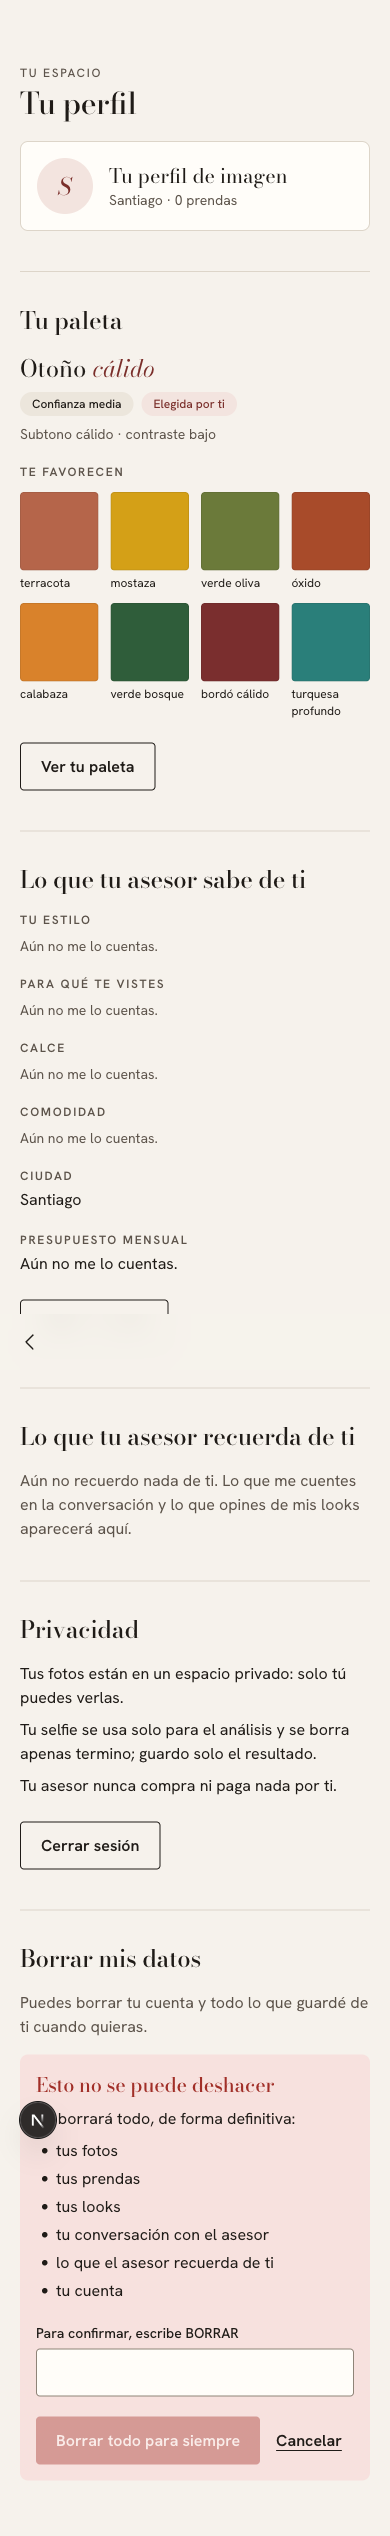 TU ESPACIO
Tu perfil
S
Tu perfil de imagen
Santiago · 0 prendas
Tu paleta
Otoño cálido
Confianza media
Elegida por ti
Subtono cálido · contraste bajo
TE FAVORECEN
terracota
mostaza
verde oliva
óxido
calabaza
verde bosque
bordó cálido
turquesa
profundo
Ver tu paleta
Lo que tu asesor sabe de ti
TU ESTILO
Aún no me lo cuentas.
PARA QUÉ TE VISTES
Aún no me lo cuentas.
CALCE
Aún no me lo cuentas.
COMODIDAD
Aún no me lo cuentas.
CIUDAD
Santiago
PRESUPUESTO MENSUAL
Aún no me lo cuentas.
Lo que tu asesor recuerda de ti
Aún no recuerdo nada de ti. Lo que me cuentes
en la conversación y lo que opines de mis looks
aparecerá aquí.
Privacidad
Tus fotos están en un espacio privado: solo tú
puedes verlas.
Tu selfie se usa solo para el análisis y se borra
apenas termino; guardo solo el resultado.
Tu asesor nunca compra ni paga nada por ti.
Cerrar sesión
Borrar mis datos
Puedes borrar tu cuenta y todo lo que guardé de
ti cuando quieras.
Esto no se puede deshacer
N
borrará todo, de forma definitiva:
tus fotos
tus prendas
tus looks
tu conversación con el asesor
lo que el asesor recuerda de ti
tu cuenta
Para confirmar, escribe BORRAR
Borrar todo para siempre
Cancelar